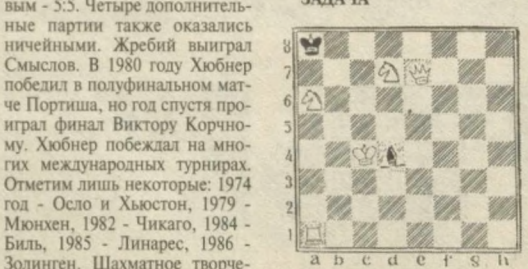 вым - 5:5. Четыре дополнитель-
ные партии также оказались
ничейными. Жребий выиграл
Смыслов. В 1980 году Хюбнер
победил в полуфинальном мат-
че Портиша, но год спустя про-
играл финал Виктору Корчно-
му. Хюбнер побеждал на мно-
гих международных турнирах.
Отметим лишь некоторые: 1974
год - Осло и Хьюстон, 1979 -
Мюнхен, 1982 - Чикаго, 1984 -
Биль, 1985 - Линарес, 1986 -
Золинген. Шахматное творче-
ЗАДАЧА
8
7
6
5
4
3
2
1
a b c d e f g h